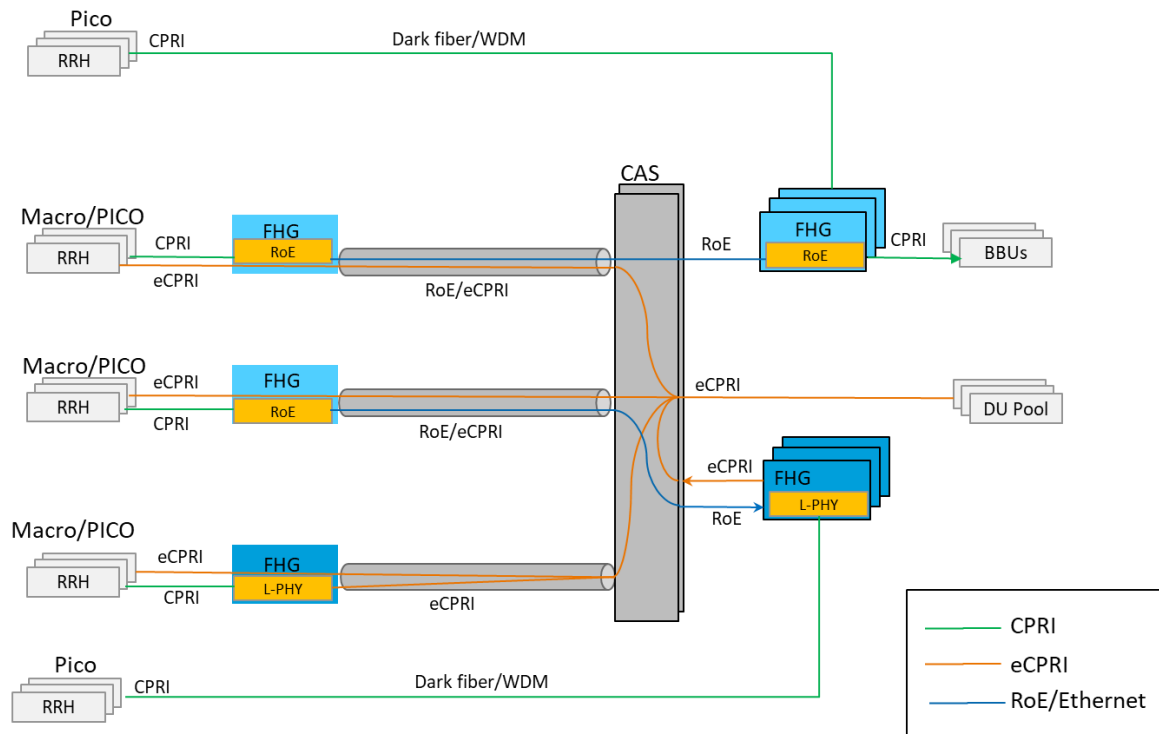 Pico
CPRI
RRH
Dark fiber/WDM
CAS
Macro/PICO
CPRI
RRH
eCPRI
FHG
RoE
RoE/eCPRI
RoE
FHG
RoE
CPRI
BBUs
Macro/PICO
eCPRI
RRH
CPRI
FHG
RoE
RoE/eCPRI
eCPRI
DU Pool
eCPRI
FHG
L-PHY
RoE
Macro/PICO
eCPRI
RRH
CPRI
FHG
L-PHY
eCPRI
Pico
CPRI
RRH
Dark fiber/WDM
CPRI
eCPRI
RoE/Ethernet